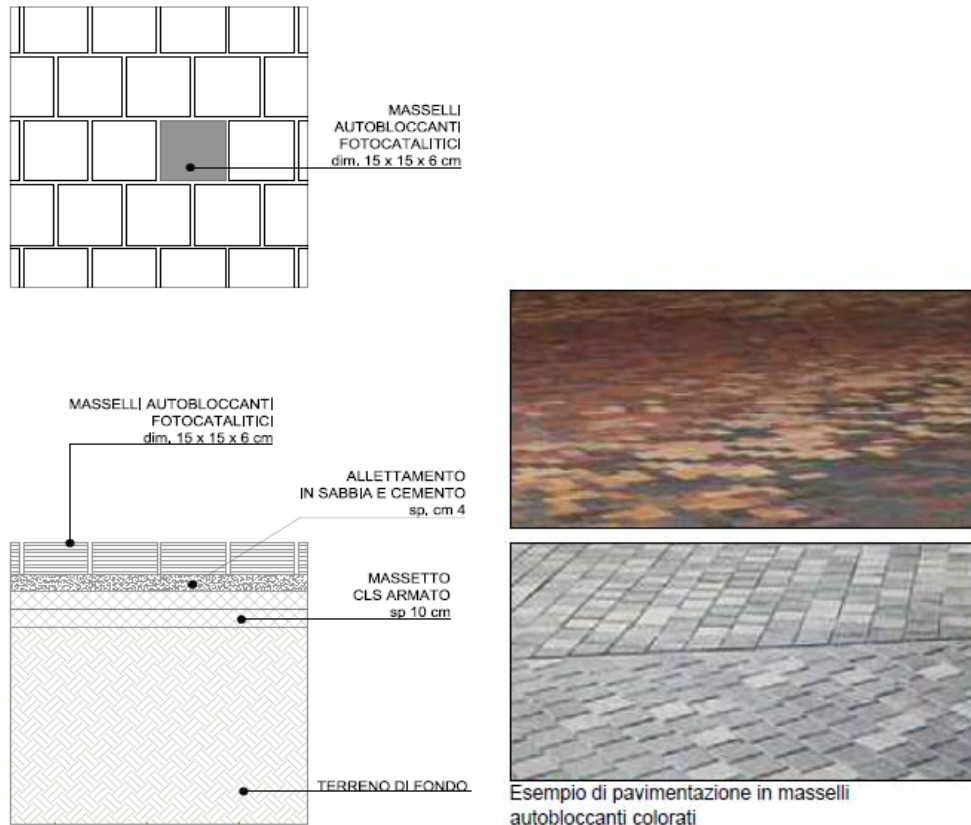 MASSELLI
AUTOBLOCCANTI
FOTOCATALITICI
dim. 15 x 15 x 6 cm
MASSELLI AUTOBLOCCANTI
FOTOCATALITICI
dim. 15 x 15 x 6 cm
ALLETTAMENTO
IN SABBIA E CEMENTO
sp. cm 4
MASSETTO
CLS ARMATO
sp 10 cm
TERRENO DI FONDO
Esempio di pavimentazione in masselli
autobloccanti colorati